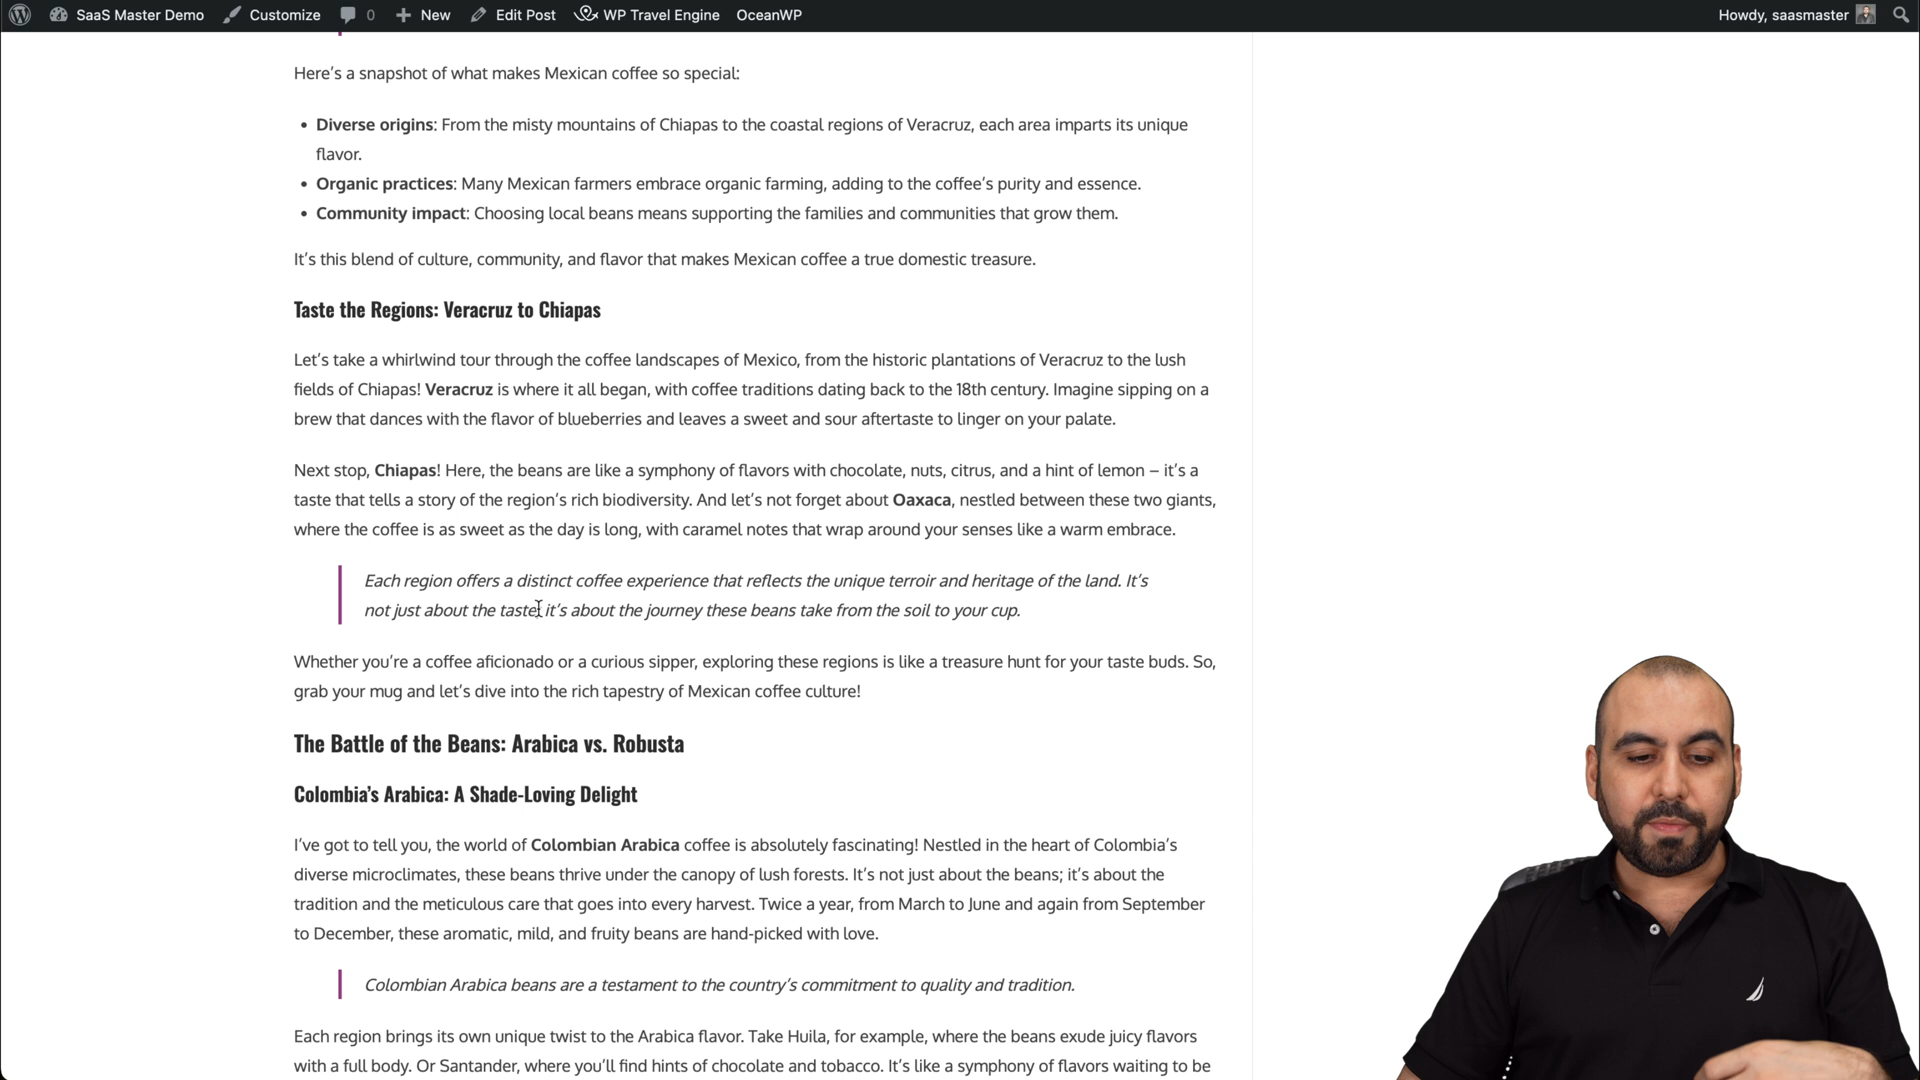 SaaS Master Demo Customize 0 New Edit Post WP Travel Engine OceanWP Howdy, saasmaster
Here's a snapshot of what makes Mexican coffee so special:
• Diverse origins: From the misty mountains of Chiapas to the coastal regions of Veracruz, each area imparts its unique
flavor.
• Organic practices: Many Mexican farmers embrace organic farming, adding to the coffee's purity and essence.
• Community impact: Choosing local beans means supporting the families and communities that grow them.
It's this blend of culture, community, and flavor that makes Mexican coffee a true domestic treasure.
Taste the Regions: Veracruz to Chiapas
Let's take a whirlwind tour through the coffee landscapes of Mexico, from the historic plantations of Veracruz to the lush
fields of Chiapas! Veracruz is where it all began, with coffee traditions dating back to the 18th century. Imagine sipping on a
brew that dances with the flavor of blueberries and leaves a sweet and sour aftertaste to linger on your palate.
Next stop, Chiapas! Here, the beans are like a symphony of flavors with chocolate, nuts, citrus, and a hint of lemon – it's a
taste that tells a story of the region's rich biodiversity. And let's not forget about Oaxaca, nestled between these two giants,
where the coffee is as sweet as the day is long, with caramel notes that wrap around your senses like a warm embrace.
Each region offers a distinct coffee experience that reflects the unique terroir and heritage of the land. It's
not just about the taste; it's about the journey these beans take from the soil to your cup.
Whether you're a coffee aficionado or a curious sipper, exploring these regions is like a treasure hunt for your taste buds. So,
grab your mug and let's dive into the rich tapestry of Mexican coffee culture!
The Battle of the Beans: Arabica vs. Robusta
Colombia's Arabica: A Shade-Loving Delight
I've got to tell you, the world of Colombian Arabica coffee is absolutely fascinating! Nestled in the heart of Colombia's
diverse microclimates, these beans thrive under the canopy of lush forests. It's not just about the beans; it's about the
tradition and the meticulous care that goes into every harvest. Twice a year, from March to June and again from September
to December, these aromatic, mild, and fruity beans are hand-picked with love.
Colombian Arabica beans are a testament to the country's commitment to quality and tradition.
Each region brings its own unique twist to the Arabica flavor. Take Huila, for example, where the beans exude juicy flavors
with a full body. Or Santander, where you'll find hints of chocolate and tobacco. It's like a symphony of flavors waiting to be